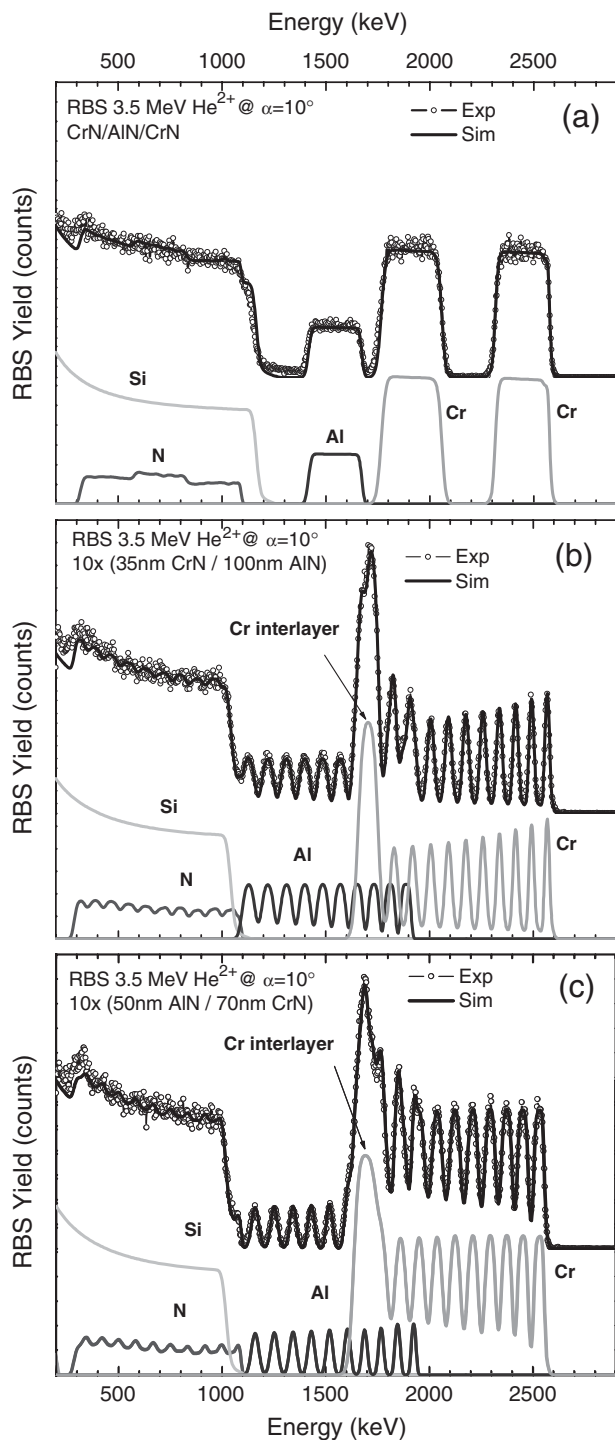 Energy (keV)
500 1000 1500 2000 2500
RBS 3.5 MeV He2+@ α=10°
CrN/AlN/CrN
Exp
Sim
(a)
RBS Yield (counts)
Si
N
Al
Cr
Cr
RBS 3.5 MeV He2+@ α=10°
10x (35nm CrN / 100nm AlN)
Exp
Sim
(b)
Cr interlayer
RBS Yield (counts)
Si
N
Al
Cr
RBS 3.5 MeV He2+@ α=10°
10x (50nm AlN / 70nm CrN)
Exp
Sim
(c)
Cr interlayer
RBS Yield (counts)
Si
N
Al
Cr
500 1000 1500 2000 2500
Energy (keV)